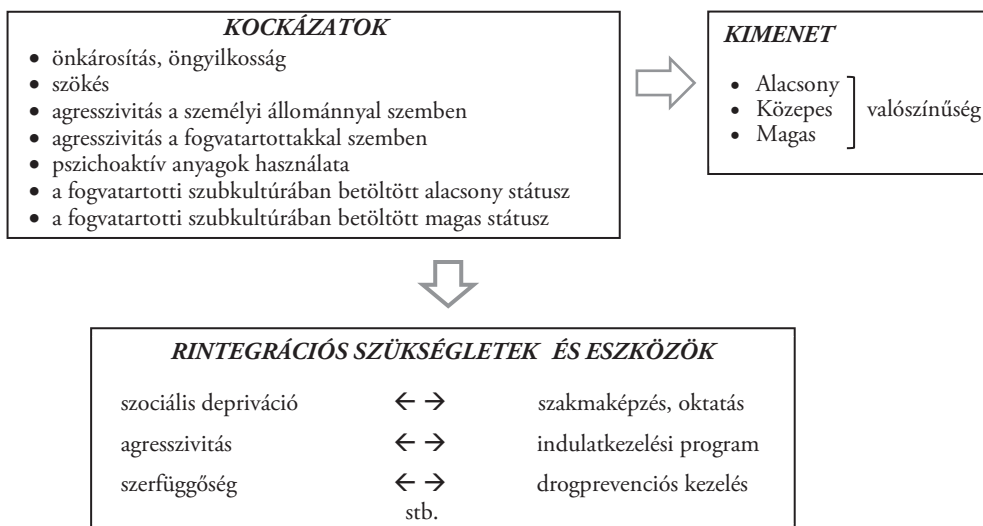 KOCKÁZATOK
• önkárosítás, öngyilkosság
• szökés
• agresszivitás a személyi állománnyal szemben
• agresszivitás a fogvatartottakkal szemben
• pszichoaktív anyagok használata
• a fogvatartotti szubkultúrában betöltött alacsony státusz
• a fogvatartotti szubkultúrában betöltött magas státusz
KIMENET
• Alacsony
• Közepes valószínűség
• Magas
RINTEGRÁCIÓS SZÜKSÉGLETEK ÉS ESZKÖZÖK
szociális depriváció ← → szakmaképzés, oktatás
agresszivitás ← → indulatkezelési program
szerfüggőség ← → drogprevenciós kezelés
stb.